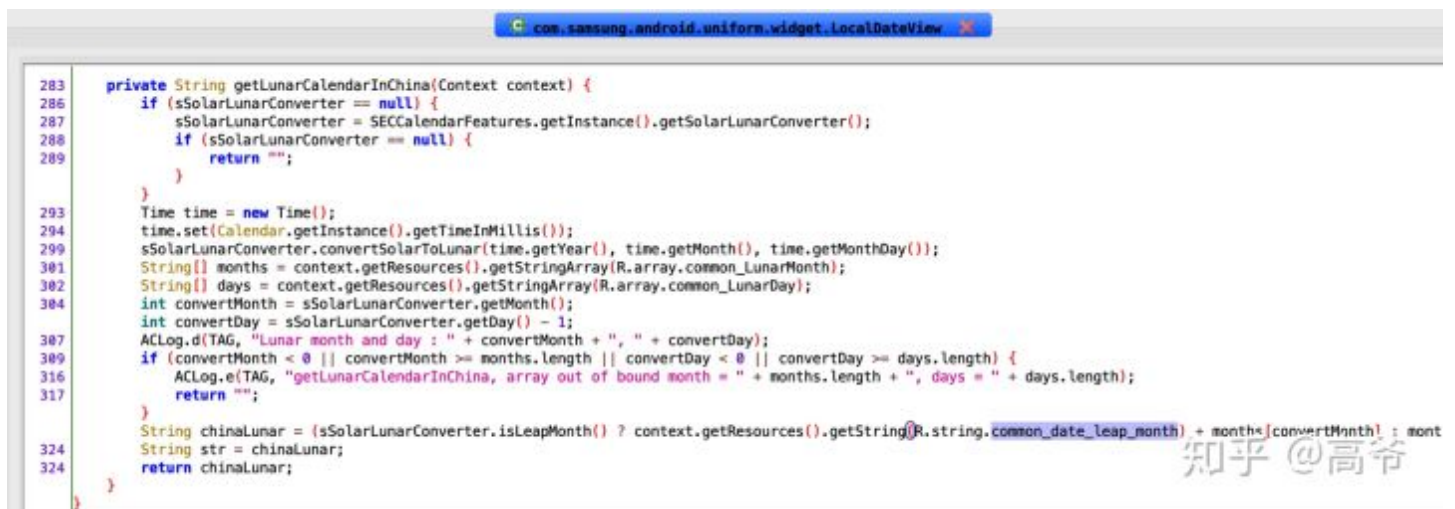 com.samsung.android.uniform.widget.LocalDateView
283 private String getLunarCalendarInChina(Context context) {
286 if (sSolarLunarConverter == null) {
287 sSolarLunarConverter = SECCalendarFeatures.getInstance().getSolarLunarConverter();
288 if (sSolarLunarConverter == null) {
289 return "";
}
}
293 Time time = new Time();
294 time.set(Calendar.getInstance().getTimeInMillis());
299 sSolarLunarConverter.convertSolarToLunar(time.getYear(), time.getMonth(), time.getMonthDay());
301 String[] months = context.getResources().getStringArray(R.array.common_LunarMonth);
302 String[] days = context.getResources().getStringArray(R.array.common_LunarDay);
304 int convertMonth = sSolarLunarConverter.getMonth();
int convertDay = sSolarLunarConverter.getDay() - 1;
307 ACLog.d(TAG, "Lunar month and day : " + convertMonth + ", " + convertDay);
309 if (convertMonth < 0 || convertMonth >= months.length || convertDay < 0 || convertDay >= days.length) {
316 ACLog.e(TAG, "getLunarCalendarInChina, array out of bound month = " + months.length + ", days = " + days.length);
317 return "";
}
String chinaLunar = (sSolarLunarConverter.isLeapMonth() ? context.getResources().getString(R.string.common_date_leap_month) + months[convertMonth] : mont
324 String str = chinaLunar;
324 return chinaLunar;
}
}
知乎 @高爷